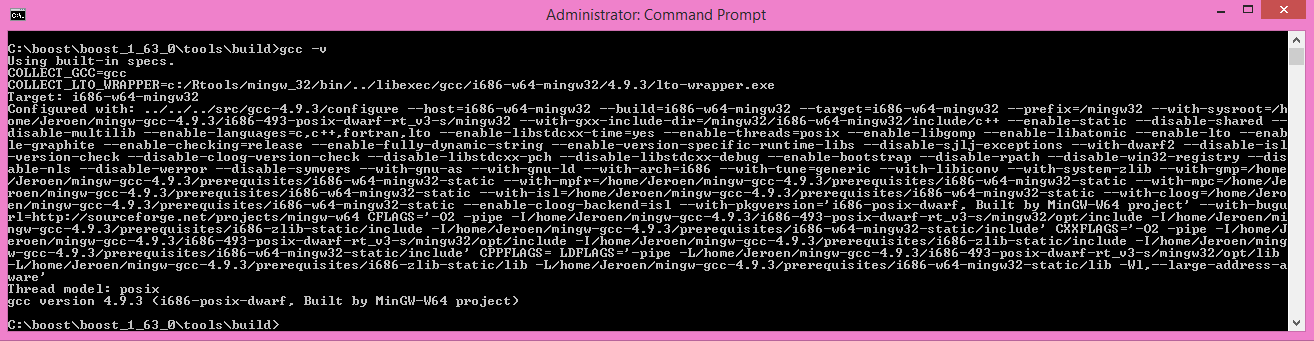 Administrator: Command Prompt
C:\boost\boost_1_63_0\tools\build>gcc -v
Using built-in specs.
COLLECT_GCC=gcc
COLLECT_LTO_WRAPPER=c:/Rtools/mingw_32/bin/../libexec/gcc/i686-w64-mingw32/4.9.3/lto-wrapper.exe
Target: i686-w64-mingw32
Configured with: ../../../src/gcc-4.9.3/configure --host=i686-w64-mingw32 --build=i686-w64-mingw32 --target=i686-w64-mingw32 --prefix=/mingw32 --with-sysroot=/h
ome/Jeroen/mingw-gcc-4.9.3/i686-493-posix-dwarf-rt_v3-s/mingw32 --with-gxx-include-dir=/mingw32/i686-w64-mingw32/include/c++ --enable-static --disable-shared --
disable-multilib --enable-languages=c,c++,fortran,lto --enable-libstdcxx-time=yes --enable-threads=posix --enable-libgomp --enable-libatomic --enable-lto --enab
le-graphite --enable-checking=release --enable-fully-dynamic-string --enable-version-specific-runtime-libs --disable-sjlj-exceptions --with-dwarf2 --disable-isl
-version-check --disable-cloog-version-check --disable-libstdcxx-pch --disable-libstdcxx-debug --enable-bootstrap --disable-rpath --disable-win32-registry --dis
able-nls --disable-werror --disable-symvers --with-gnu-as --with-gnu-ld --with-arch=i686 --with-tune=generic --with-libiconv --with-system-zlib --with-gmp=/home
/Jeroen/mingw-gcc-4.9.3/prerequisites/i686-w64-mingw32-static --with-mpfr=/home/Jeroen/mingw-gcc-4.9.3/prerequisites/i686-w64-mingw32-static --with-mpc=/home/Je
roen/mingw-gcc-4.9.3/prerequisites/i686-w64-mingw32-static --with-isl=/home/Jeroen/mingw-gcc-4.9.3/prerequisites/i686-w64-mingw32-static --with-cloog=/home/Jero
en/mingw-gcc-4.9.3/prerequisites/i686-w64-mingw32-static --enable-cloog-backend=isl --with-pkgversion='i686-posix-dwarf, Built by MinGW-W64 project' --with-bugu
rl=http://sourceforge.net/projects/mingw-w64 CFLAGS='-O2 -pipe -I/home/Jeroen/mingw-gcc-4.9.3/i686-493-posix-dwarf-rt_v3-s/mingw32/opt/include -I/home/Jeroen/mi
ngw-gcc-4.9.3/prerequisites/i686-zlib-static/include -I/home/Jeroen/mingw-gcc-4.9.3/prerequisites/i686-w64-mingw32-static/include' CXXFLAGS='-O2 -pipe -I/home/J
eroen/mingw-gcc-4.9.3/i686-493-posix-dwarf-rt_v3-s/mingw32/opt/include -I/home/Jeroen/mingw-gcc-4.9.3/prerequisites/i686-zlib-static/include -I/home/Jeroen/ming
w-gcc-4.9.3/prerequisites/i686-w64-mingw32-static/include' CPPFLAGS= LDFLAGS='-pipe -L/home/Jeroen/mingw-gcc-4.9.3/i686-493-posix-dwarf-rt_v3-s/mingw32/opt/lib
-L/home/Jeroen/mingw-gcc-4.9.3/prerequisites/i686-zlib-static/lib -L/home/Jeroen/mingw-gcc-4.9.3/prerequisites/i686-w64-mingw32-static/lib -Wl,--large-address-a
ware'
Thread model: posix
gcc version 4.9.3 (i686-posix-dwarf, Built by MinGW-W64 project)
C:\boost\boost_1_63_0\tools\build>